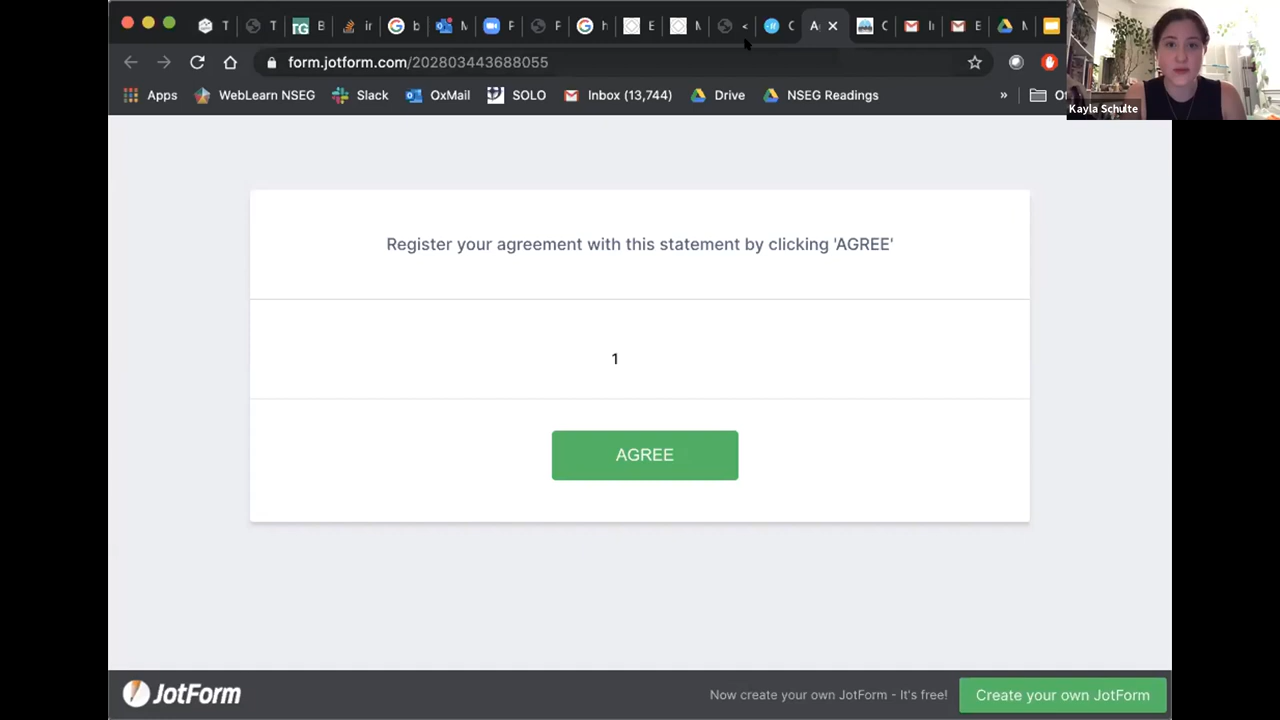 T
T
B
ir
b
M
F
F
h
E
M
<
C
A
C
Ir
E
M
form.jotform.com/202803443688055
Apps
WebLearn NSEG
Slack
OxMail
SOLO
Inbox (13,744)
Drive
NSEG Readings
»
Kayla Schulte
Register your agreement with this statement by clicking 'AGREE'
1
AGREE
JotForm
Now create your own JotForm - It's free!
Create your own JotForm